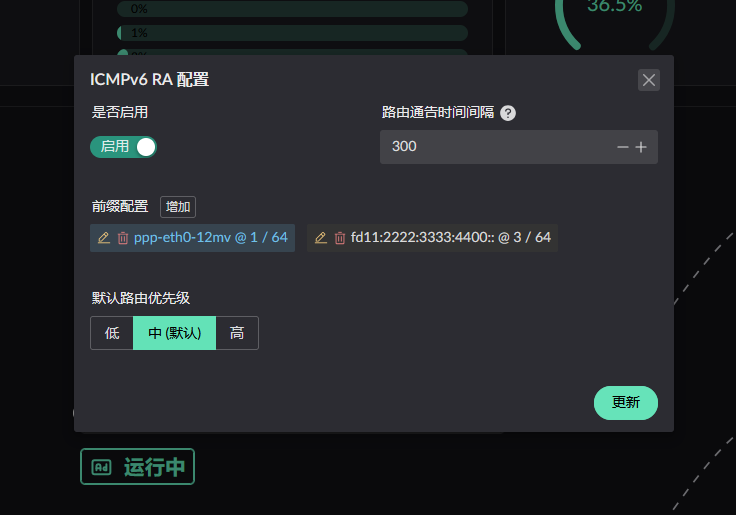 0%
36.5%
1%
ICMPv6 RA 配置
是否启用
路由通告时间间隔 ?
启用
300
前缀配置 增加
ppp-eth0-12mv @ 1 / 64
fd11:2222:3333:4400:: @ 3 / 64
默认路由优先级
低 中 (默认) 高
更新
Ad 运行中